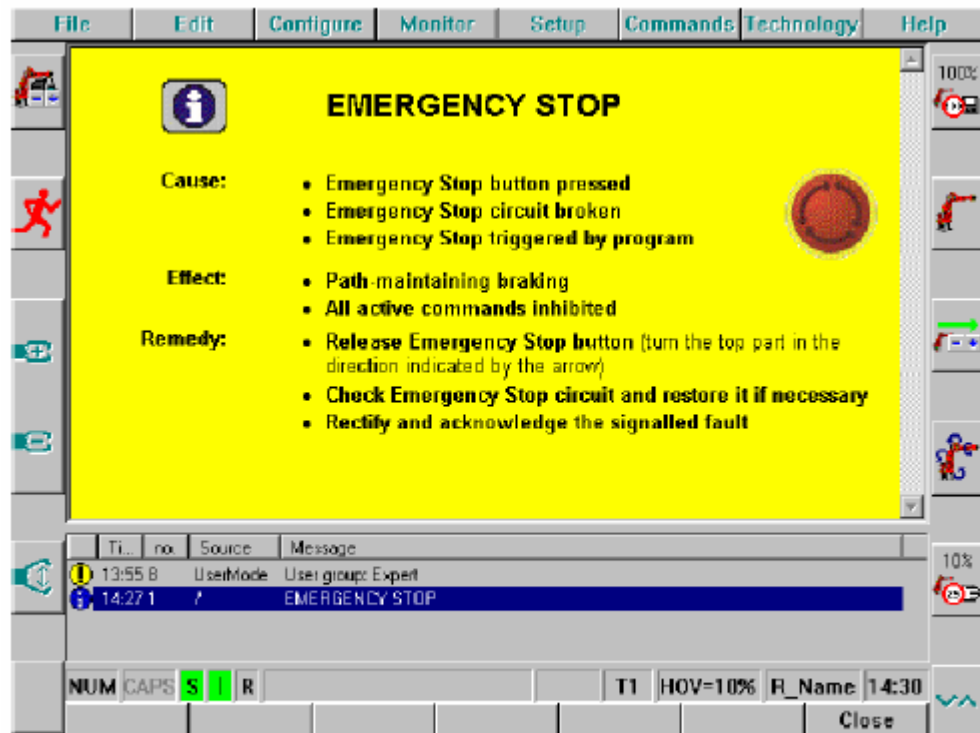 File Edit Configure Monitor Setup Commands Technology Help
100%
EMERGENCY STOP
Cause:
• Emergency Stop button pressed
• Emergency Stop circuit broken
• Emergency Stop triggered by program
Effect:
• Path-maintaining braking
• All active commands inhibited
Remedy:
• Release Emergency Stop button (turn the top part in the
direction indicated by the arrow)
• Check Emergency Stop circuit and restore it if necessary
• Rectify and acknowledge the signalled fault
Ti... no. Source Message
13:55 8 UserMode User group: Expert
14:27 1 / EMERGENCY STOP
10%
NUM CAPS S I R T1 HOV=10% R_Name 14:30
Close